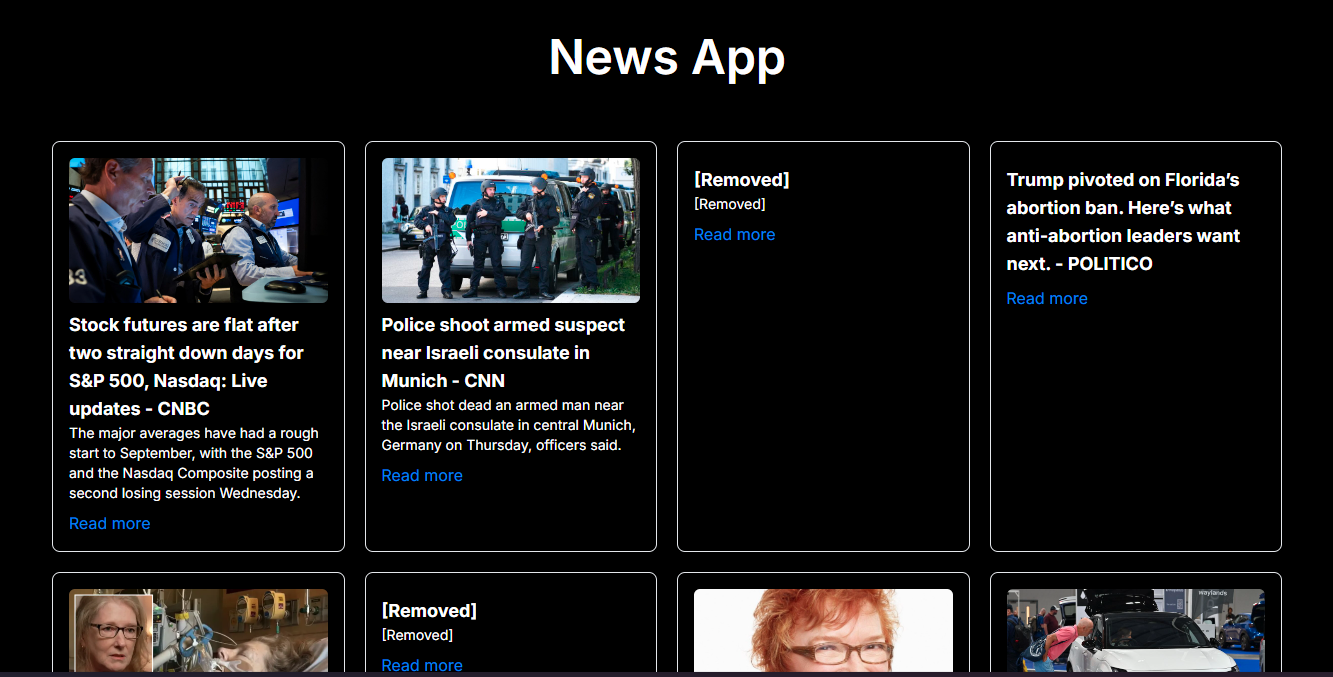 News App
Stock futures are flat after
two straight down days for
S&P 500, Nasdaq: Live
updates - CNBC
The major averages have had a rough
start to September, with the S&P 500
and the Nasdaq Composite posting a
second losing session Wednesday.
Read more
Police shoot armed suspect
near Israeli consulate in
Munich - CNN
Police shot dead an armed man near
the Israeli consulate in central Munich,
Germany on Thursday, officers said.
Read more
[Removed]
[Removed]
Read more
Trump pivoted on Florida’s
abortion ban. Here’s what
anti-abortion leaders want
next. - POLITICO
Read more
[Removed]
[Removed]
Read more
waylands